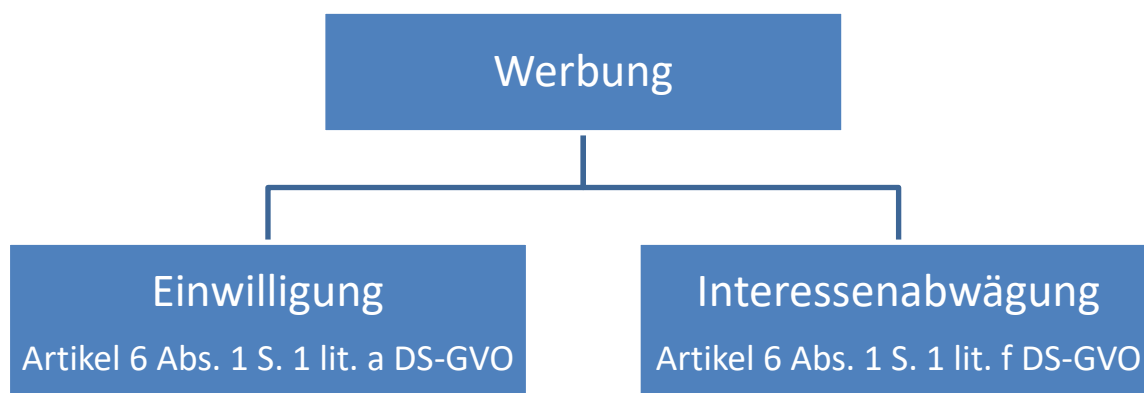 Werbung
Einwilligung
Artikel 6 Abs. 1 S. 1 lit. a DS-GVO
Interessenabwägung
Artikel 6 Abs. 1 S. 1 lit. f DS-GVO